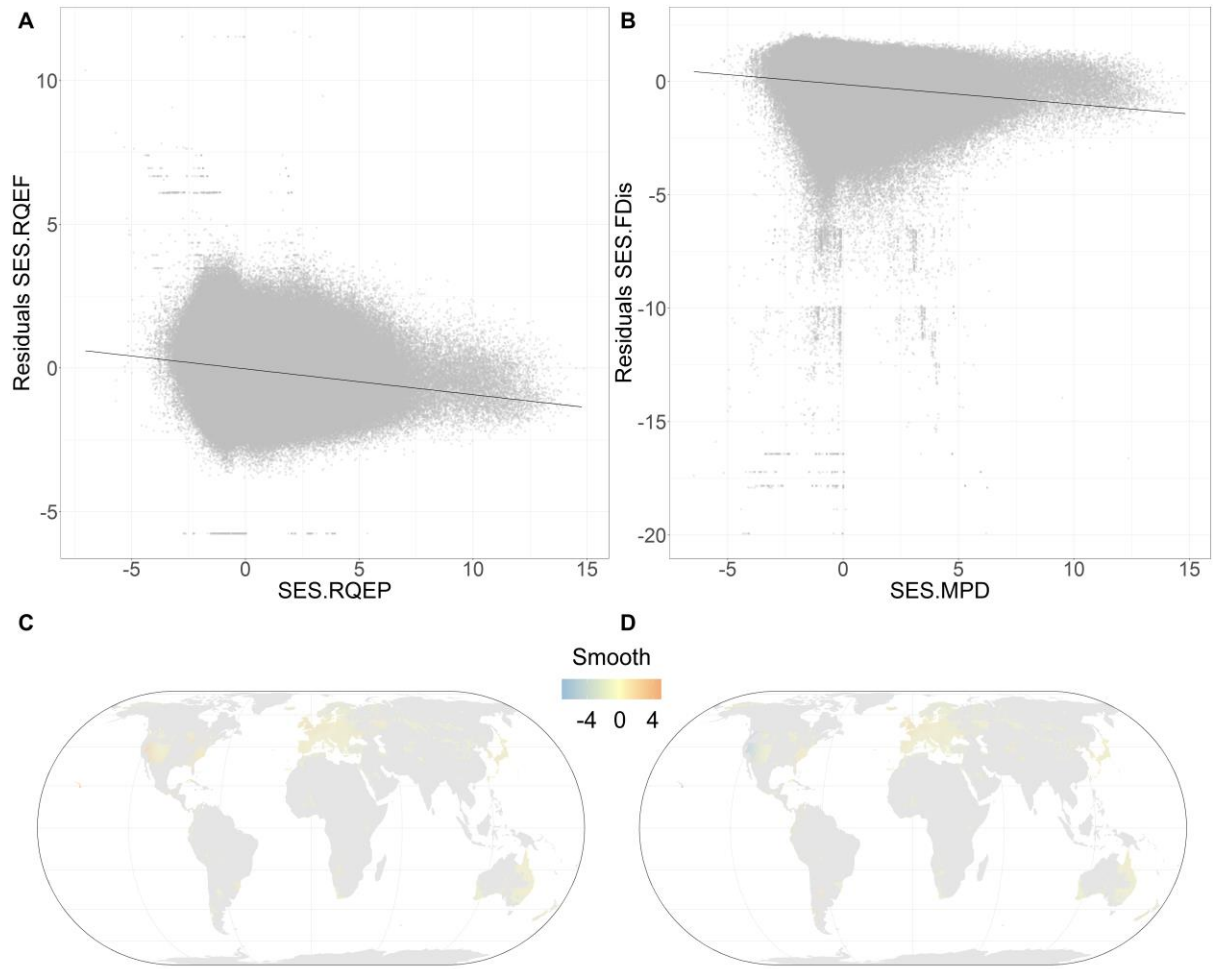 A
B
10
5
0
-5
Residuals SES.RQEF
-5 0 5 10 15
SES.RQEP
0
-5
-10
-15
-20
Residuals SES.FDis
-5 0 5 10 15
SES.MPD
C
D
Smooth
-4 0 4